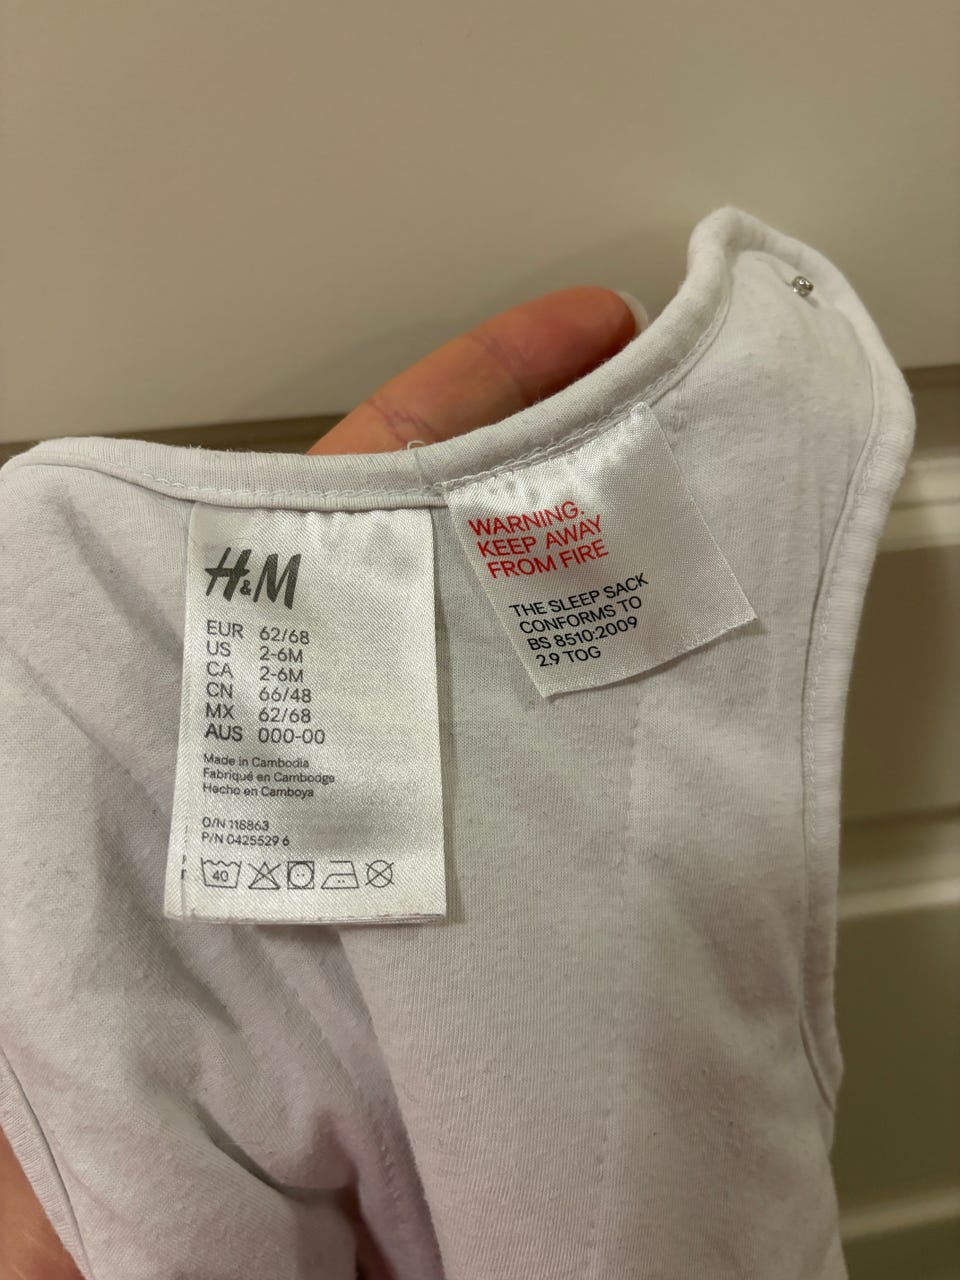 H&M
EUR 62/68
US 2-6M
CA 2-6M
CN 66/48
MX 62/68
AUS 000-00
Made in Cambodia
Fabriqué en Cambodge
Hecho en Camboya
O/N 118863
P/N 0425529 6
40
WARNING.
KEEP AWAY
FROM FIRE
THE SLEEP SACK
CONFORMS TO
BS 8510:2009
2.9 TOG